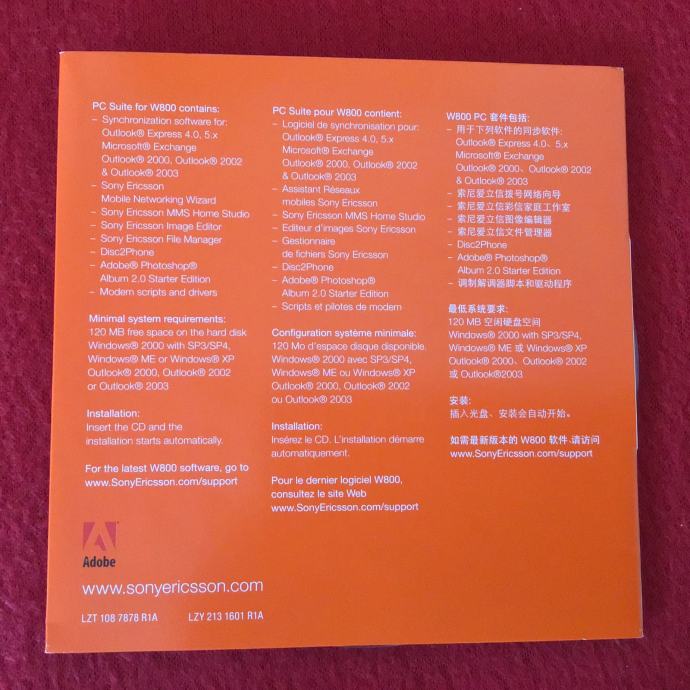 PC Suite for W800 contains:
– Synchronization software for:
Outlook® Express 4.0, 5.x
Microsoft® Exchange
Outlook® 2000, Outlook® 2002
& Outlook® 2003
– Sony Ericsson
Mobile Networking Wizard
– Sony Ericsson MMS Home Studio
– Sony Ericsson Image Editor
– Sony Ericsson File Manager
– Disc2Phone
– Adobe® Photoshop®
Album 2.0 Starter Edition
– Modem scripts and drivers
Minimal system requirements:
120 MB free space on the hard disk
Windows® 2000 with SP3/SP4,
Windows® ME or Windows® XP
Outlook® 2000, Outlook® 2002
or Outlook® 2003
Installation:
Insert the CD and the
installation starts automatically.
For the latest W800 software, go to
www.SonyEricsson.com/support
PC Suite pour W800 contient:
– Logiciel de synchronisation pour:
Outlook® Express 4.0, 5.x
Microsoft® Exchange
Outlook® 2000, Outlook® 2002
& Outlook® 2003
– Assistant Réseaux
mobiles Sony Ericsson
– Sony Ericsson MMS Home Studio
– Editeur d'images Sony Ericsson
– Gestionnaire
de fichiers Sony Ericsson
– Disc2Phone
– Adobe® Photoshop®
Album 2.0 Starter Edition
– Scripts et pilotes de modem
Configuration système minimale:
120 Mo d'espace disque disponible.
Windows® 2000 avec SP3/SP4,
Windows® ME ou Windows® XP
Outlook® 2000, Outlook® 2002
ou Outlook® 2003
Installation:
Insérez le CD. L'installation démarre
automatiquement.
Pour le dernier logiciel W800,
consultez le site Web
www.SonyEricsson.com/support
W800 PC 套件包括:
– 用于下列软件的同步软件:
Outlook® Express 4.0、5.x
Microsoft® Exchange
Outlook® 2000、Outlook® 2002
& Outlook® 2003
– 索尼爱立信拨号网络向导
– 索尼爱立信彩信家庭工作室
– 索尼爱立信图像编辑器
– 索尼爱立信文件管理器
– Disc2Phone
– Adobe® Photoshop®
Album 2.0 Starter Edition
– 调制解调器脚本和驱动程序
最低系统要求:
120 MB 空闲硬盘空间
Windows® 2000 with SP3/SP4,
Windows® ME 或 Windows® XP
Outlook® 2000、Outlook® 2002
或 Outlook®2003
安装:
插入光盘、安装会自动开始。
如需最新版本的 W800 软件,请访问
www.SonyEricsson.com/support
Adobe
www.sonyericsson.com
LZT 108 7878 R1A LZY 213 1601 R1A